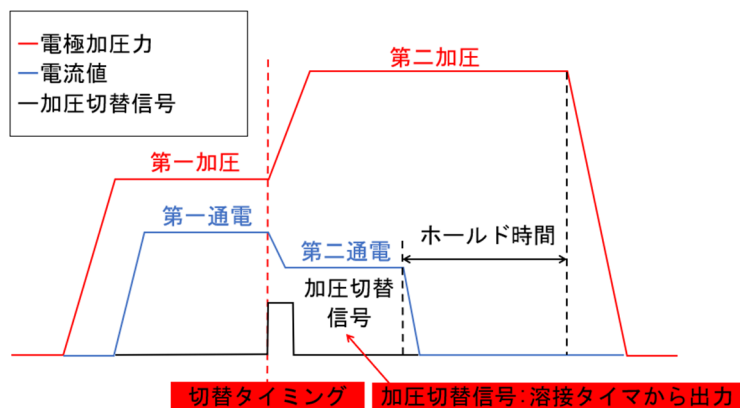 電極加圧力
電流値
加圧切替信号
第二加圧
第一加圧
第一通電
第二通電
ホールド時間
加圧切替
信号
切替タイミング
加圧切替信号:溶接タイマから出力